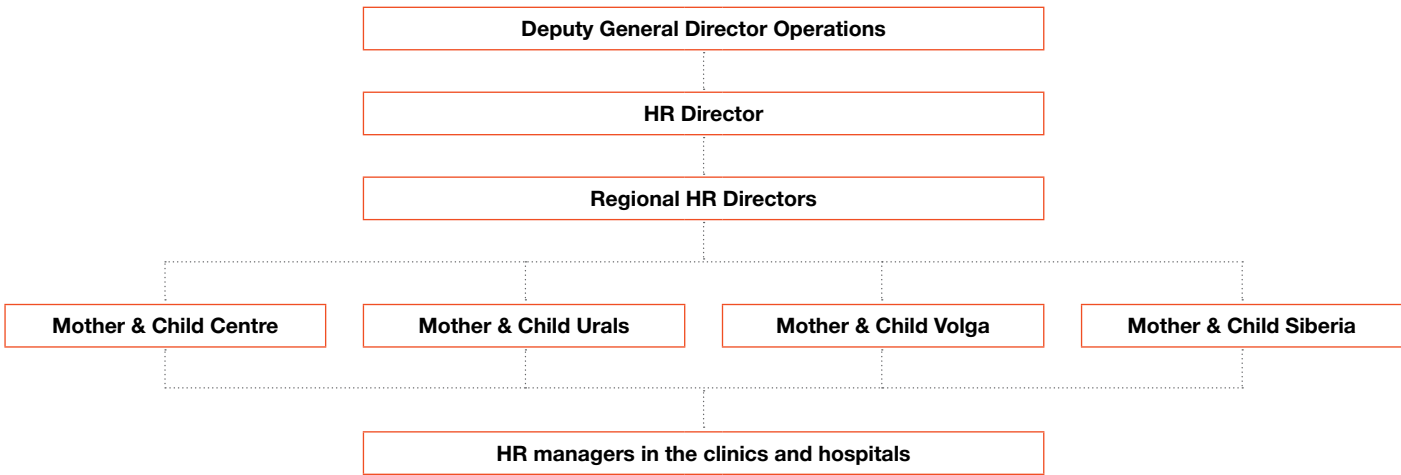 Deputy General Director Operations
HR Director
Regional HR Directors
Mother & Child Centre
Mother & Child Urals
Mother & Child Volga
Mother & Child Siberia
HR managers in the clinics and hospitals